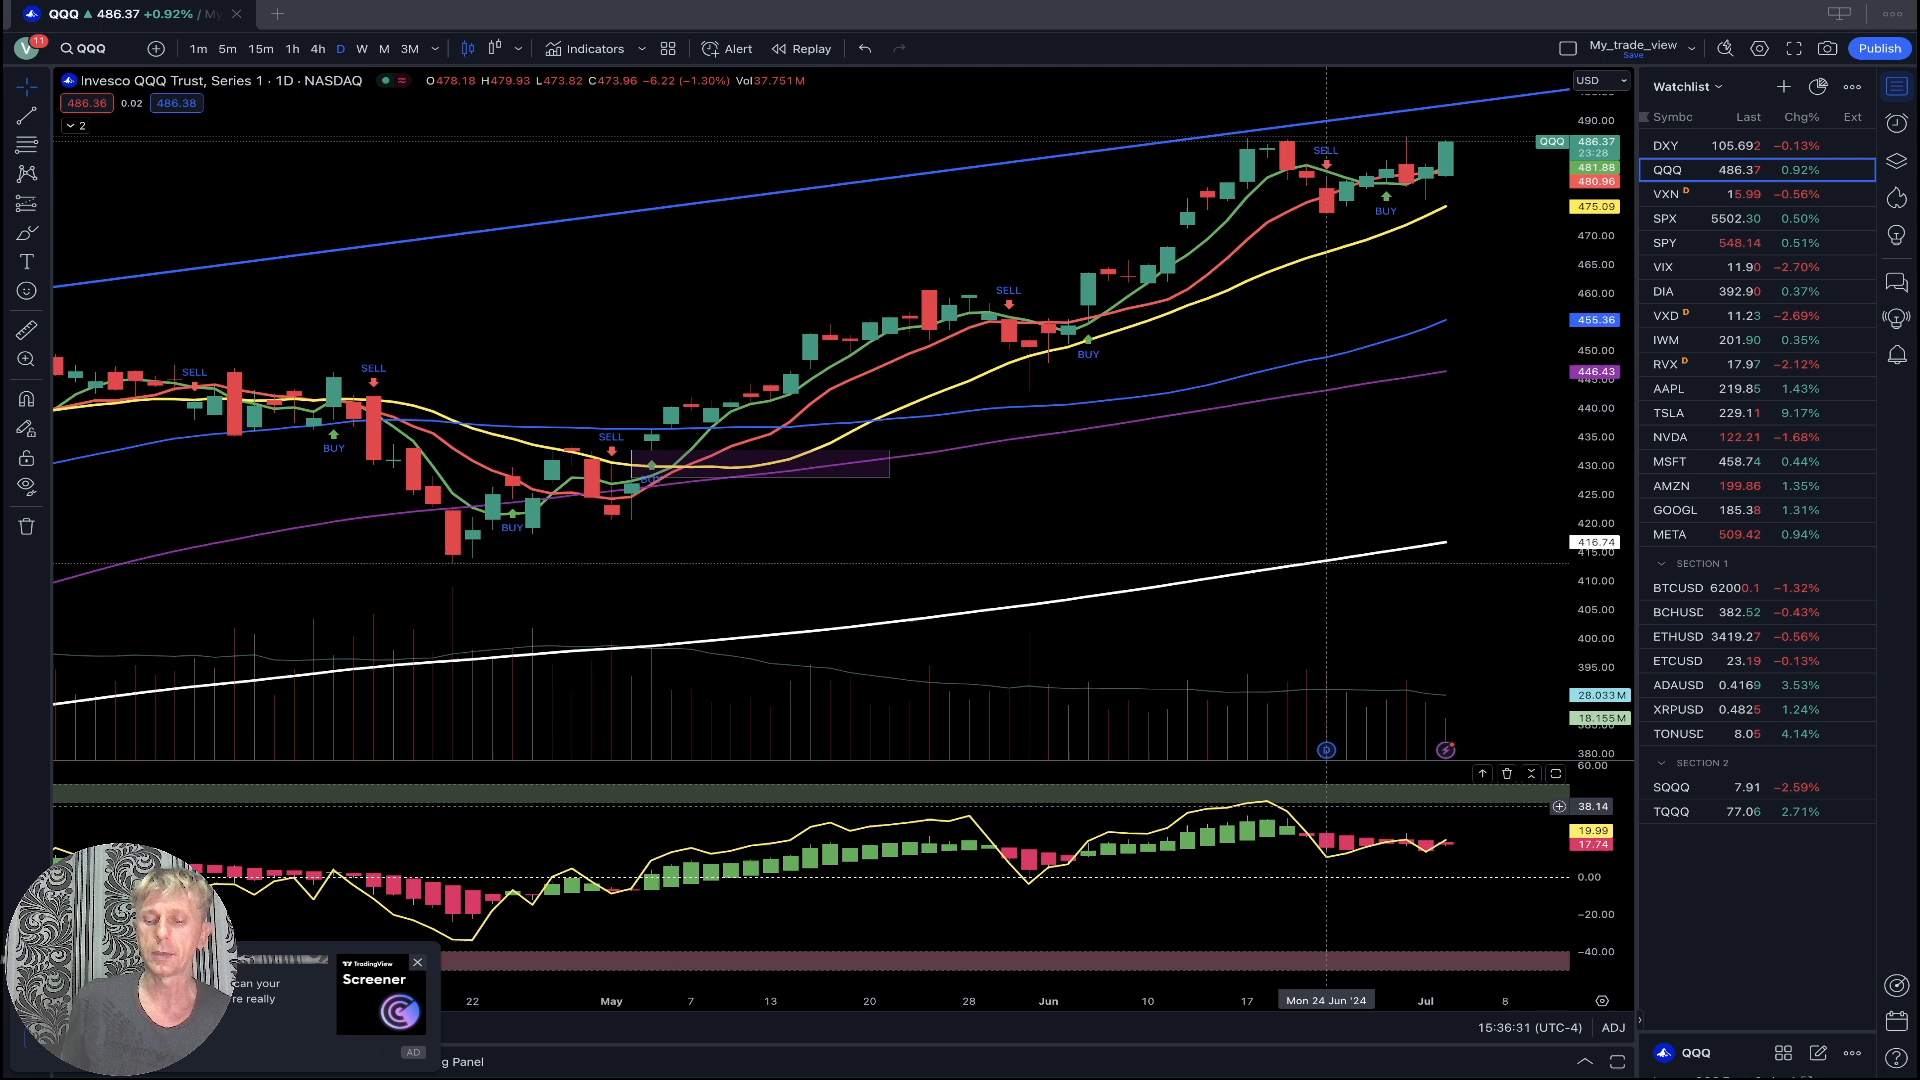 QQQ ▲ 486.37 +0.92% / My
V 11 QQQ 1m 5m 15m 1h 4h D W M 3M Indicators Alert Replay My_trade_view Save Publish
Invesco QQQ Trust, Series 1 · 1D · NASDAQ O478.18 H479.93 L473.82 C473.96 −6.22 (−1.30%) Vol37.751M USD
486.36 0.02 486.38
2
490.00
QQQ 486.37
23:28
481.88
480.96
475.09
470.00
465.00
460.00
455.36
450.00
446.43
445.00
440.00
435.00
430.00
425.00
420.00
416.74
415.00
410.00
405.00
400.00
395.00
28.033M
18.155M
380.00
SELL
BUY
SELL
BUY
SELL
SELL
BUY
SELL
BUY
D
60.00
38.14
19.99
17.74
0.00
−20.00
−40.00
22 May 7 13 20 28 Jun 10 17 Mon 24 Jun '24 Jul 8
15:36:31 (UTC-4) ADJ
can your
re really
TradingView
Screener
AD
g Panel
Watchlist
Symbo Last Chg% Ext
DXY 105.692 −0.13%
QQQ 486.37 0.92%
VXN D 15.99 −0.56%
SPX 5502.30 0.50%
SPY 548.14 0.51%
VIX 11.90 −2.70%
DIA 392.90 0.37%
VXD D 11.23 −2.69%
IWM 201.90 0.35%
RVX D 17.97 −2.12%
AAPL 219.85 1.43%
TSLA 229.11 9.17%
NVDA 122.21 −1.68%
MSFT 458.74 0.44%
AMZN 199.86 1.35%
GOOGL 185.38 1.31%
META 509.42 0.94%
SECTION 1
BTCUSD 62000.1 −1.32%
BCHUSD 382.52 −0.43%
ETHUSD 3419.27 −0.56%
ETCUSD 23.19 −0.13%
ADAUSD 0.4169 3.53%
XRPUSD 0.4825 1.24%
TONUSD 8.05 4.14%
SECTION 2
SQQQ 7.91 −2.59%
TQQQ 77.06 2.71%
QQQ